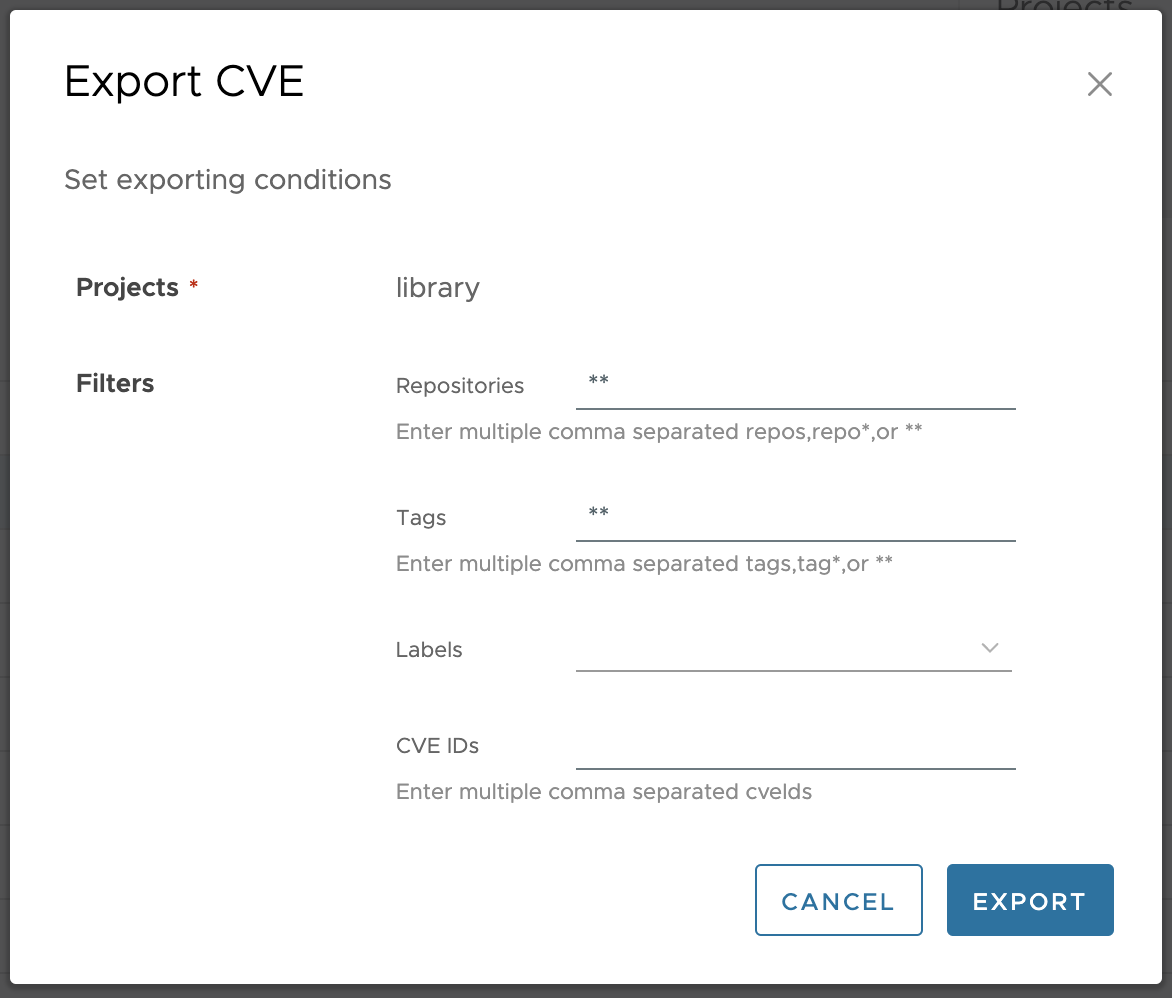 Projects
Export CVE
Set exporting conditions
Projects *
library
Filters
Repositories
**
Enter multiple comma separated repos,repo*,or **
Tags
**
Enter multiple comma separated tags,tag*,or **
Labels
CVE IDs
Enter multiple comma separated cveIds
CANCEL
EXPORT